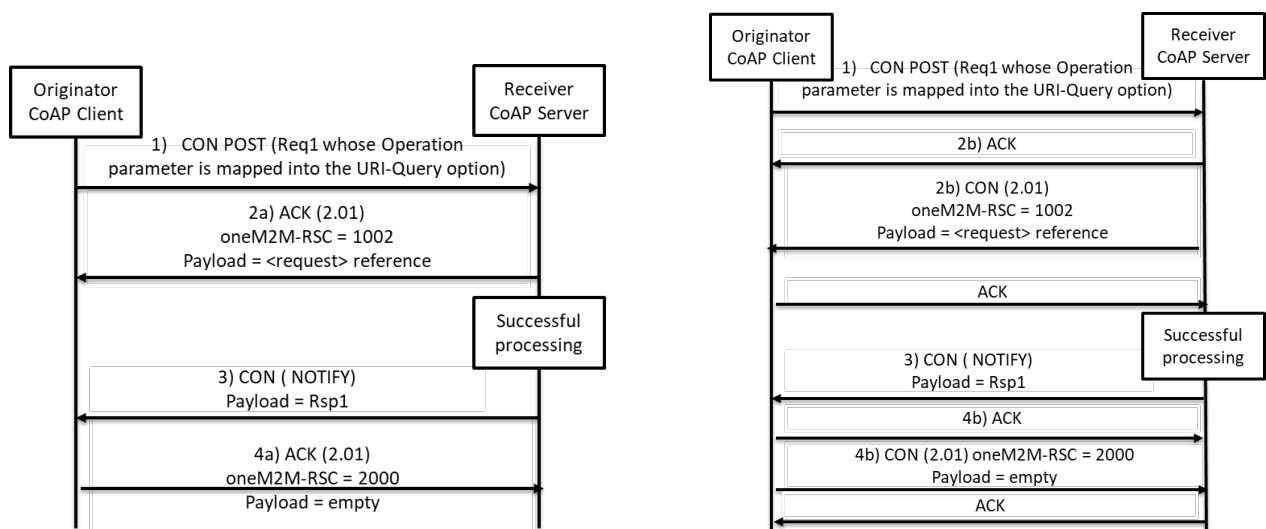 Originator
CoAP Client
Receiver
CoAP Server
1) CON POST (Req1 whose Operation
parameter is mapped into the URI-Query option)
2a) ACK (2.01)
oneM2M-RSC = 1002
Payload = <request> reference
Successful
processing
3) CON ( NOTIFY)
Payload = Rsp1
4a) ACK (2.01)
oneM2M-RSC = 2000
Payload = empty
Originator
CoAP Client
Receiver
CoAP Server
1) CON POST (Req1 whose Operation
parameter is mapped into the URI-Query option)
2b) ACK
2b) CON (2.01)
oneM2M-RSC = 1002
Payload = <request> reference
ACK
Successful
processing
3) CON ( NOTIFY)
Payload = Rsp1
4b) ACK
4b) CON (2.01) oneM2M-RSC = 2000
Payload = empty
ACK